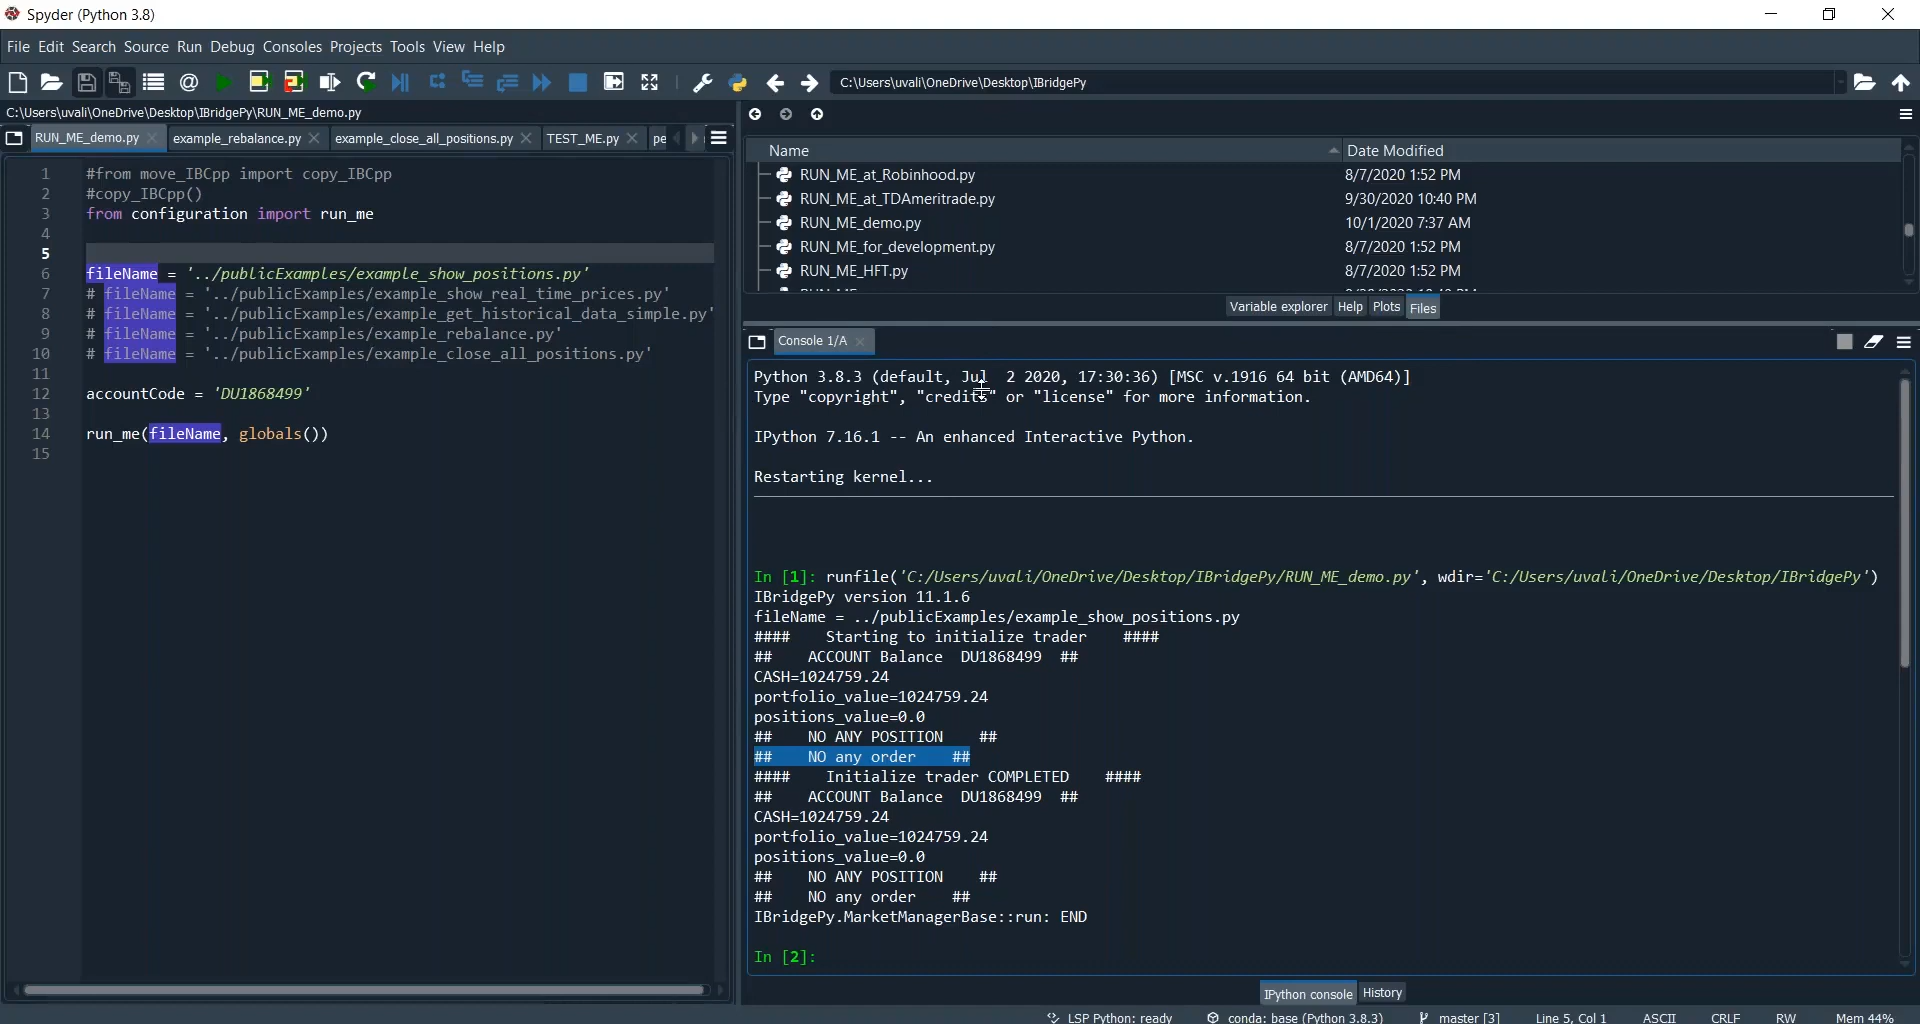 Spyder (Python 3.8)
File Edit Search Source Run Debug Consoles Projects Tools View Help
C:\Users\uvali\OneDrive\Desktop\IBridgePy
C:\Users\uvali\OneDrive\Desktop\IBridgePy\RUN_ME_demo.py
RUN_ME_demo.py example_rebalance.py example_close_all_positions.py TEST_ME.py pe
1 #from move_IBCpp import copy_IBCpp
2 #copy_IBCpp()
3 from configuration import run_me
4
5
6 fileName = '../publicExamples/example_show_positions.py'
7 # fileName = '../publicExamples/example_show_real_time_prices.py'
8 # fileName = '../publicExamples/example_get_historical_data_simple.py'
9 # fileName = '../publicExamples/example_rebalance.py'
10 # fileName = '../publicExamples/example_close_all_positions.py'
11
12 accountCode = 'DU1868499'
13
14 run_me(fileName, globals())
15
Name Date Modified
RUN_ME_at_Robinhood.py 8/7/2020 1:52 PM
RUN_ME_at_TDAmeritrade.py 9/30/2020 10:40 PM
RUN_ME_demo.py 10/1/2020 7:37 AM
RUN_ME_for_development.py 8/7/2020 1:52 PM
RUN_ME_HFT.py 8/7/2020 1:52 PM
Variable explorer Help Plots Files
Console 1/A
Python 3.8.3 (default, Jul 2 2020, 17:30:36) [MSC v.1916 64 bit (AMD64)]
Type "copyright", "credits" or "license" for more information.
IPython 7.16.1 -- An enhanced Interactive Python.
Restarting kernel...
In [1]: runfile('C:/Users/uvali/OneDrive/Desktop/IBridgePy/RUN_ME_demo.py', wdir='C:/Users/uvali/OneDrive/Desktop/IBridgePy')
IBridgePy version 11.1.6
fileName = ../publicExamples/example_show_positions.py
#### Starting to initialize trader ####
## ACCOUNT Balance DU1868499 ##
CASH=1024759.24
portfolio_value=1024759.24
positions_value=0.0
## NO ANY POSITION ##
## NO any order ##
#### Initialize trader COMPLETED ####
## ACCOUNT Balance DU1868499 ##
CASH=1024759.24
portfolio_value=1024759.24
positions_value=0.0
## NO ANY POSITION ##
## NO any order ##
IBridgePy.MarketManagerBase::run: END
In [2]:
IPython console History
LSP Python: ready conda: base (Python 3.8.3) master [3] Line 5, Col 1 ASCII CRLF RW Mem 44%